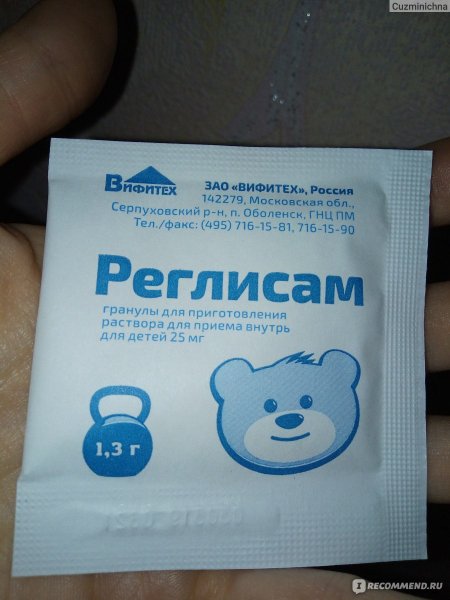 Cuzminichna
ВИФИТЕХ
ЗАО «ВИФИТЕХ», Россия
142279, Московская обл.,
Серпуховский р-н, п. Оболенск, ГНЦ ПМ
Тел./факс: (495) 716-15-81, 716-15-90
Реглисам
гранулы для приготовления
раствора для приема внутрь
для детей 25 мг
1,3 г
IRECOMMEND.RU